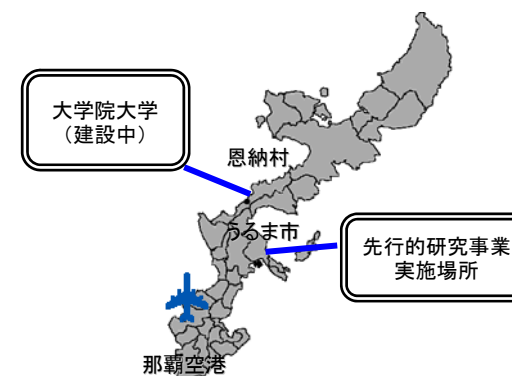 大学院大学
（建設中）
恩納村
うるま市
先行的研究事業
実施場所
那覇空港